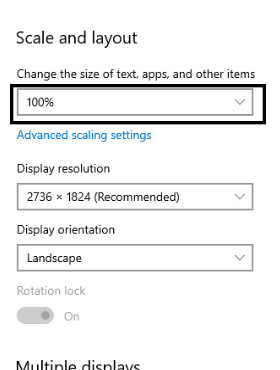 Scale and layout
Change the size of text, apps, and other items
100%
Advanced scaling settings
Display resolution
2736 × 1824 (Recommended)
Display orientation
Landscape
Rotation lock
On
Multiple displays